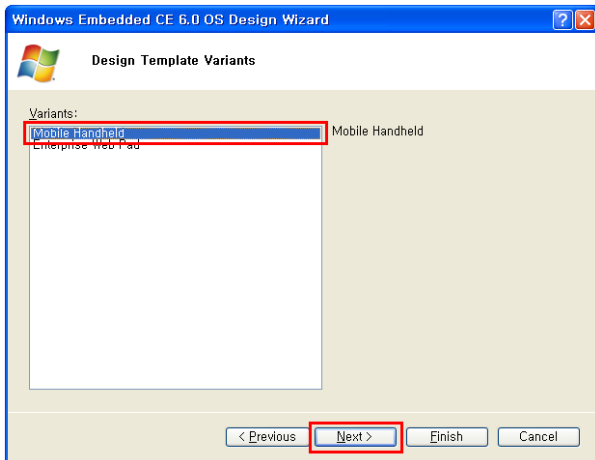 Windows Embedded CE 6.0 OS Design Wizard
Design Template Variants
Variants:
Mobile Handheld
Mobile Handheld
Enterprise Web Pad
< Previous
Next >
Finish
Cancel